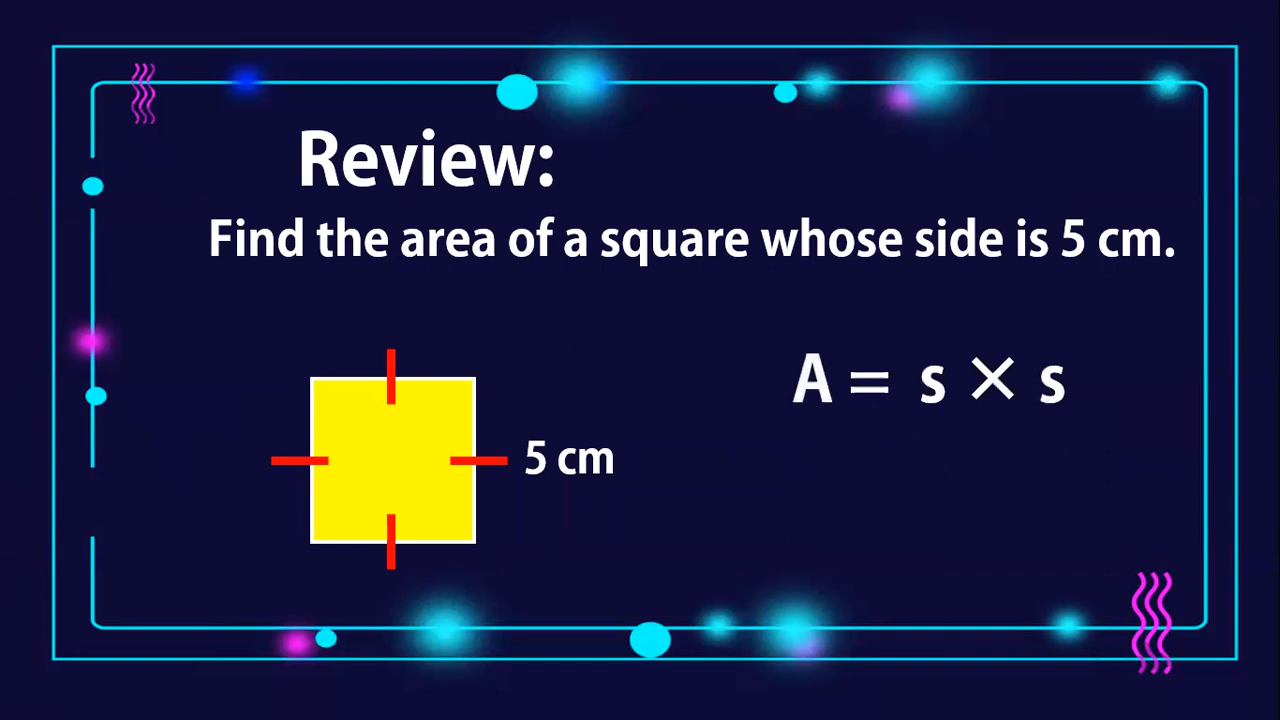 Review:
Find the area of a square whose side is 5 cm.
A = s × s
5 cm